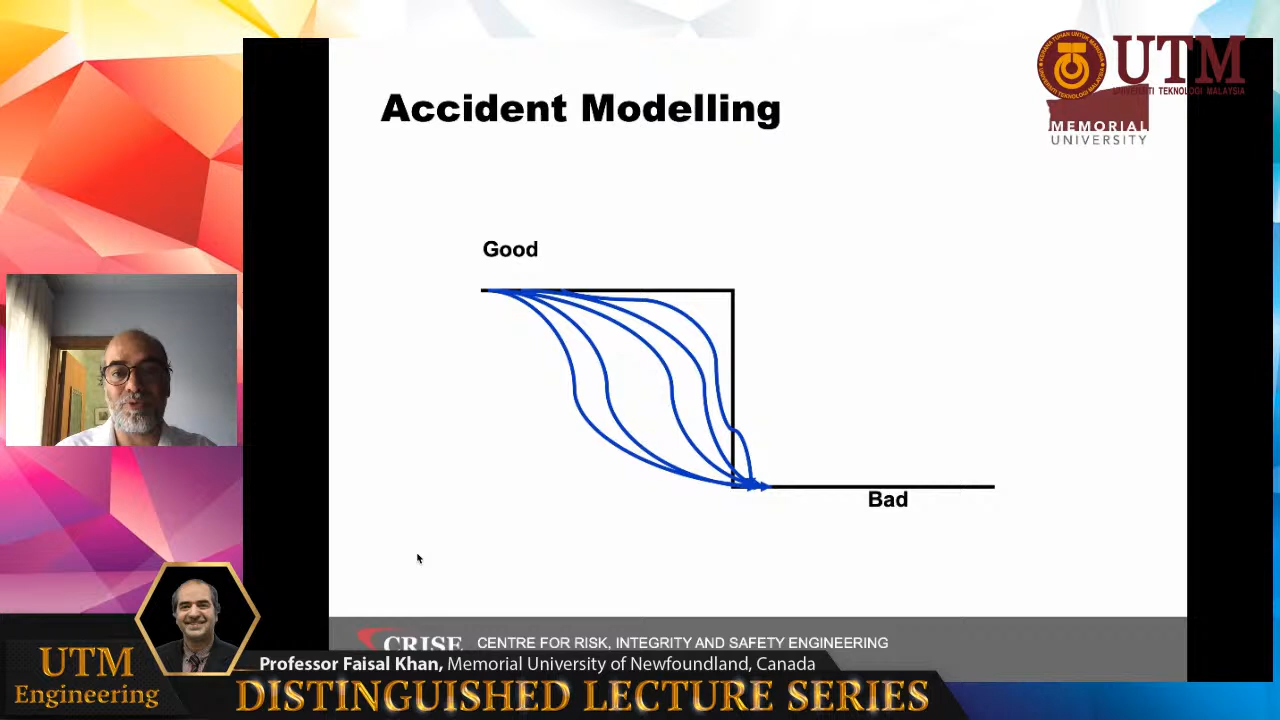 UTM
UNIVERSITI TEKNOLOGI MALAYSIA
MEMORIAL
UNIVERSITY
Accident Modelling
Good
Bad
CRISE CENTRE FOR RISK, INTEGRITY AND SAFETY ENGINEERING
Professor Faisal Khan, Memorial University of Newfoundland, Canada
UTM
Engineering
DISTINGUISHED LECTURE SERIES